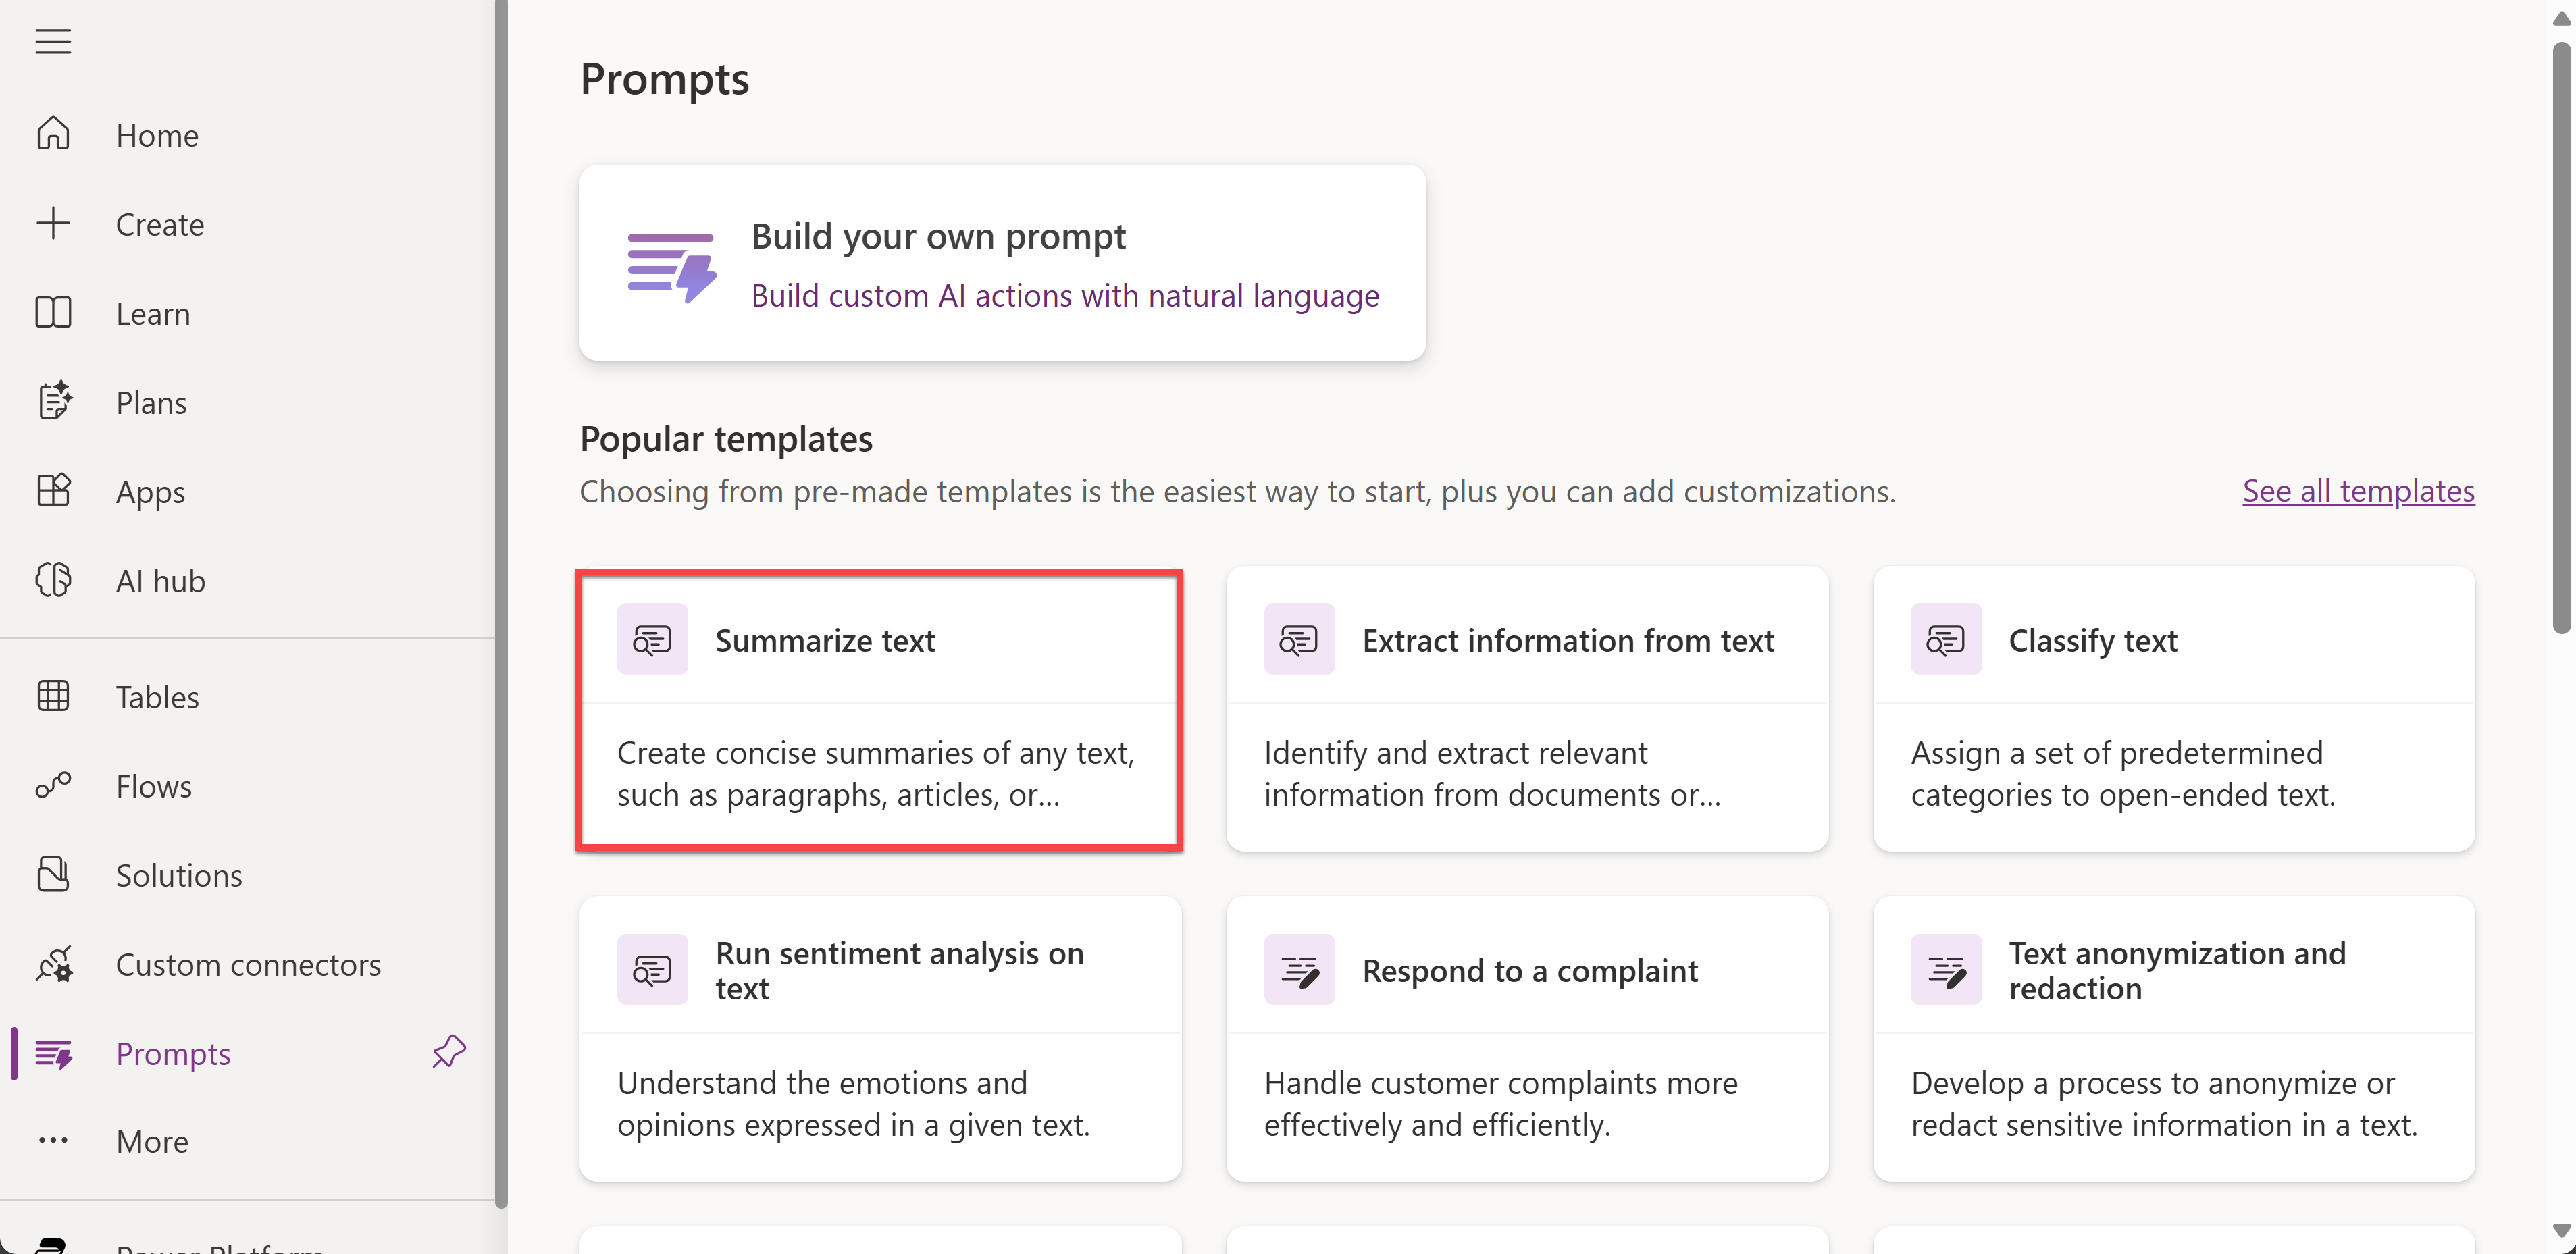 Home
Create
Learn
Plans
Apps
AI hub
Tables
Flows
Solutions
Custom connectors
Prompts
More
Power Platform
Prompts
Build your own prompt
Build custom AI actions with natural language
Popular templates
Choosing from pre-made templates is the easiest way to start, plus you can add customizations.
See all templates
Summarize text
Create concise summaries of any text,
such as paragraphs, articles, or...
Extract information from text
Identify and extract relevant
information from documents or...
Classify text
Assign a set of predetermined
categories to open-ended text.
Run sentiment analysis on
text
Understand the emotions and
opinions expressed in a given text.
Respond to a complaint
Handle customer complaints more
effectively and efficiently.
Text anonymization and
redaction
Develop a process to anonymize or
redact sensitive information in a text.